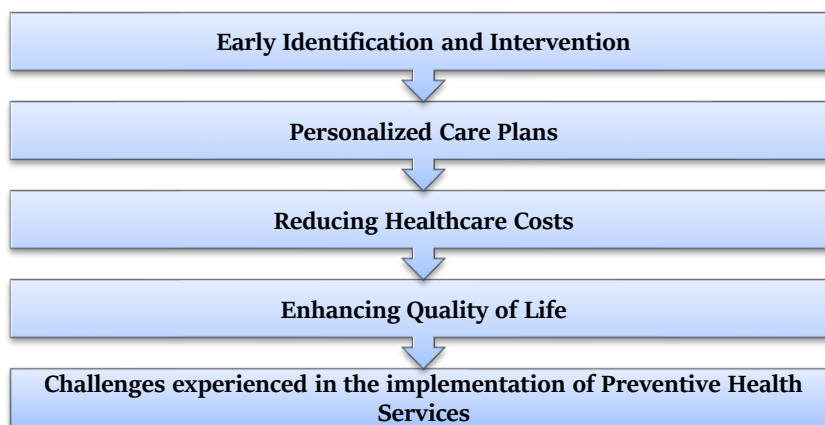 Early Identification and Intervention
Personalized Care Plans
Reducing Healthcare Costs
Enhancing Quality of Life
Challenges experienced in the implementation of Preventive Health
Services